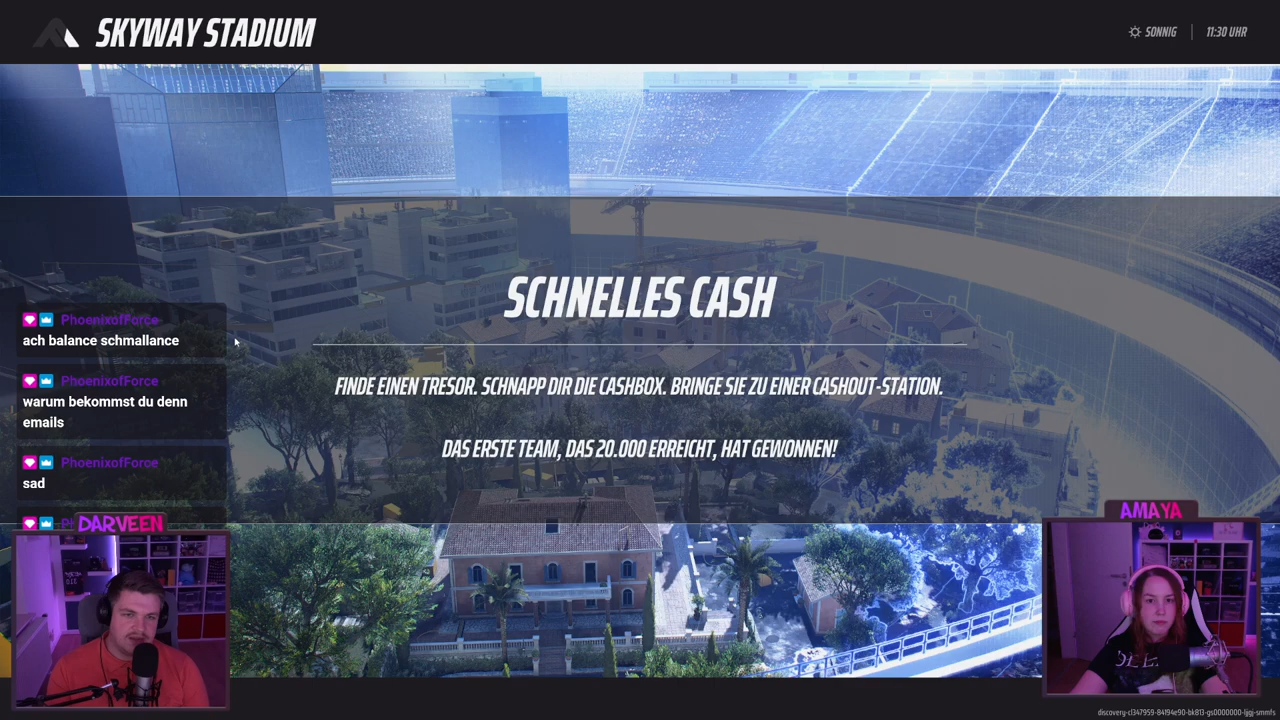 SKYWAY STADIUM
SONNIG
11:30 UHR
SCHNELLES CASH
FINDE EINEN TRESOR. SCHNAPP DIR DIE CASHBOX. BRINGE SIE ZU EINER CASHOUT-STATION.
DAS ERSTE TEAM, DAS 20.000 ERREICHT, HAT GEWONNEN!
PhoenixofForce
ach balance schmallance
PhoenixofForce
warum bekommst du denn
emails
PhoenixofForce
sad
DARVEEN
AMAYA